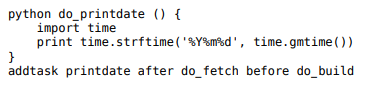 python do_printdate () {
    import time
    print time.strftime('%Y%m%d', time.gmtime())
}
addtask printdate after do_fetch before do_build